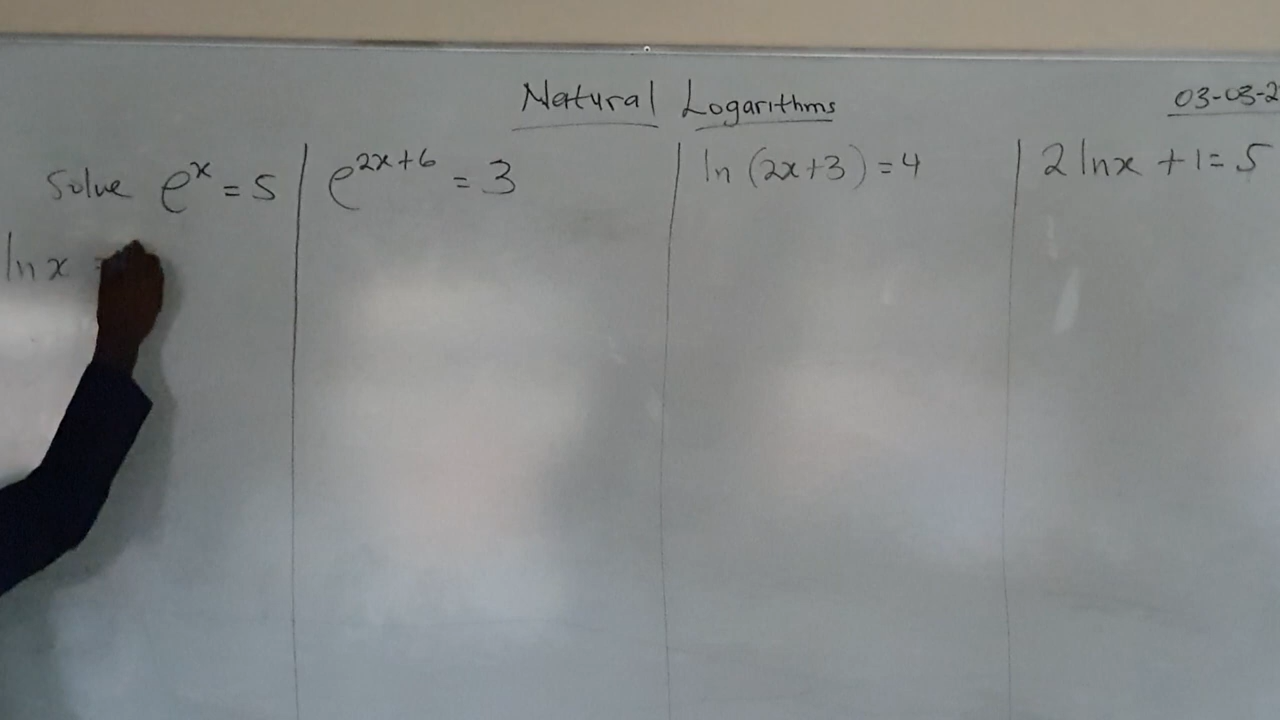 Natural Logarithms
03-03-2
Solve e^x = 5
e^{2x+6} = 3
ln (2x+3) = 4
2 ln x + 1 = 5
ln x